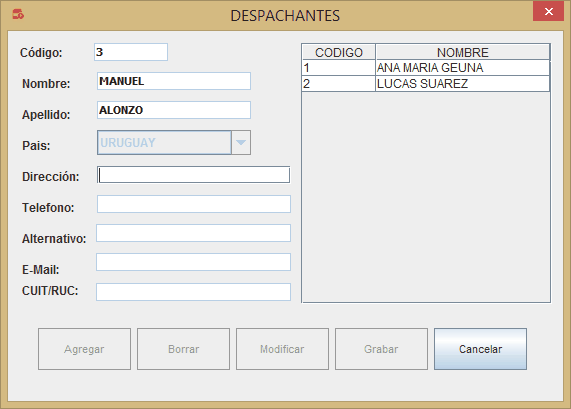 DESPACHANTES
Código: 3
Nombre: MANUEL
Apellido: ALONZO
Pais: URUGUAY
Dirección:
Telefono:
Alternativo:
E-Mail:
CUIT/RUC:
CODIGO NOMBRE
1 ANA MARIA GEUNA
2 LUCAS SUAREZ
Agregar Borrar Modificar Grabar Cancelar